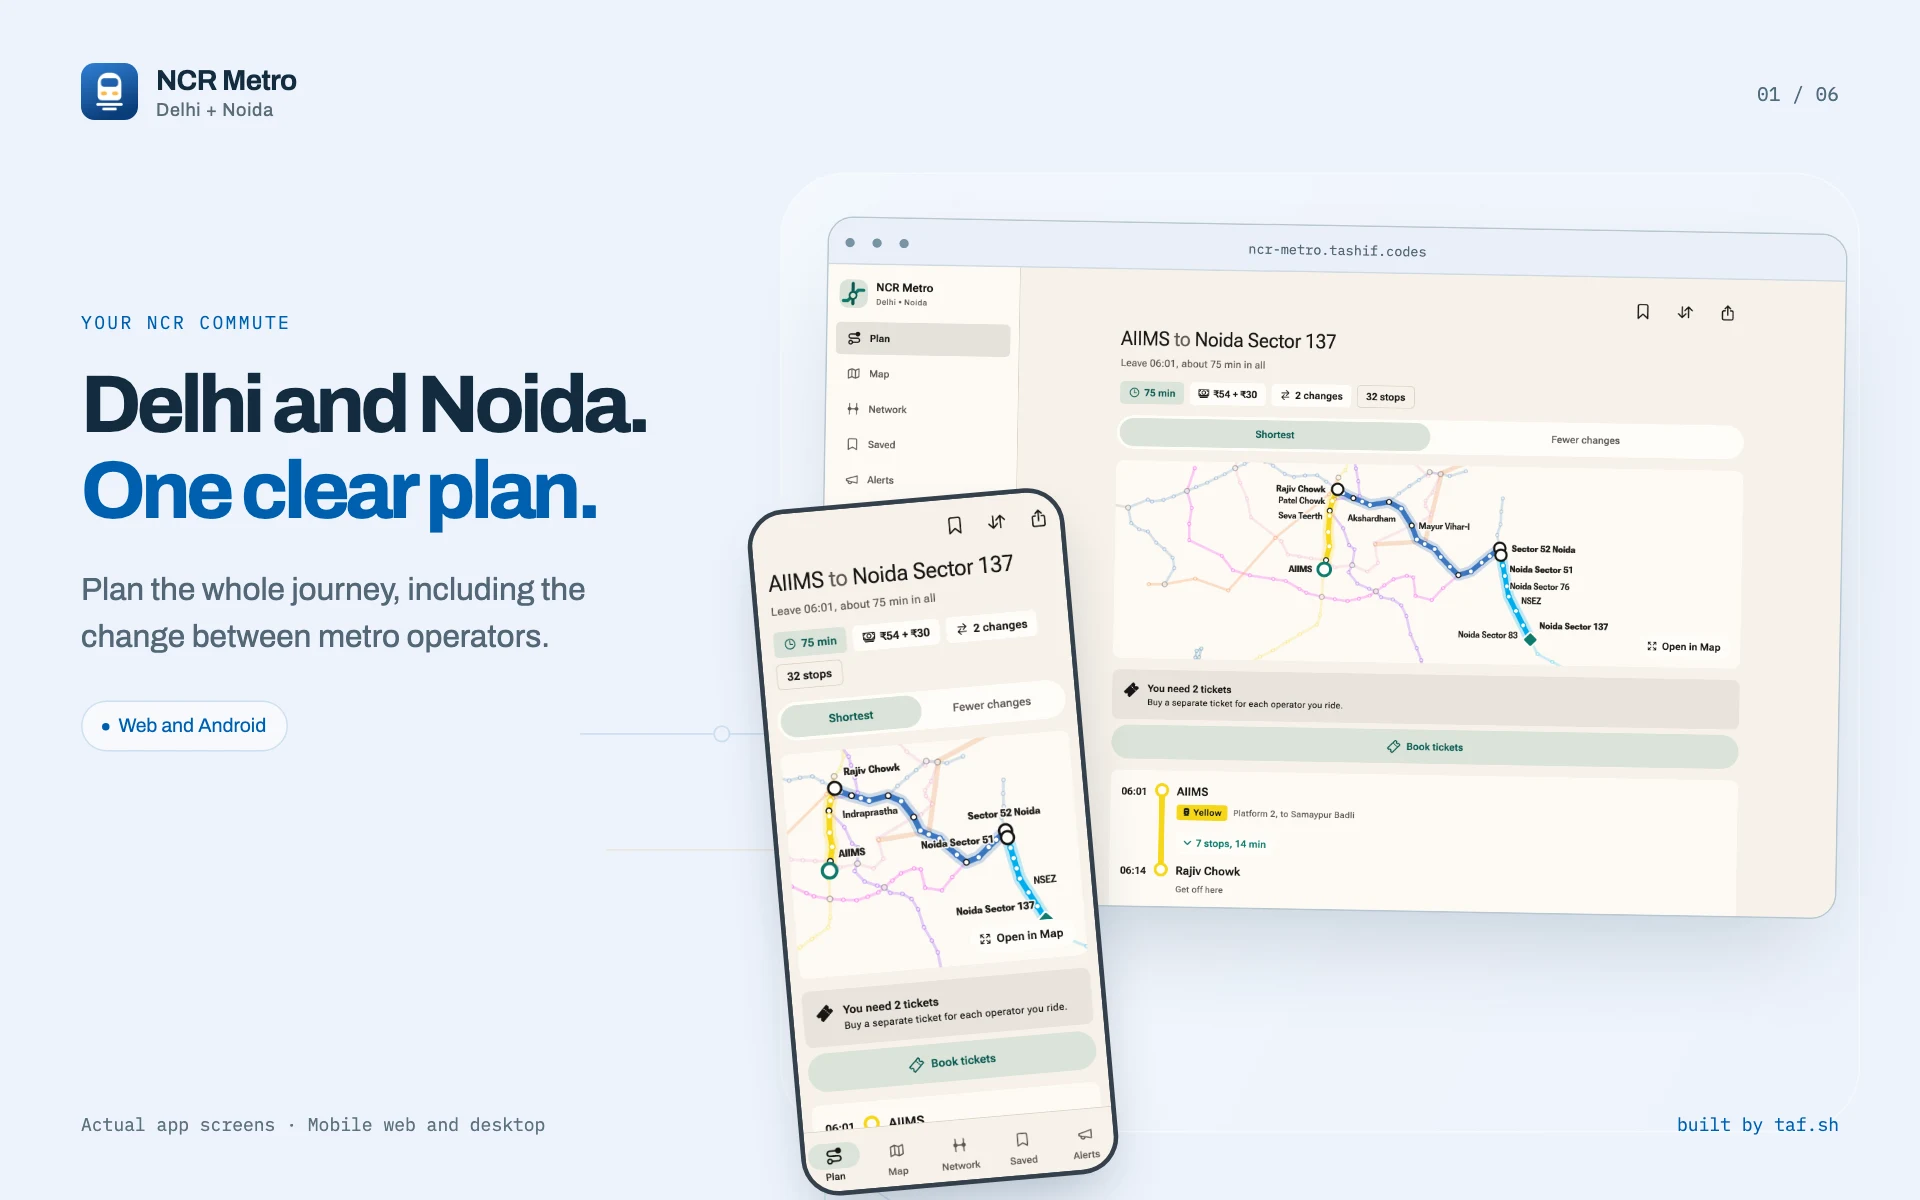 NCR Metro
Delhi + Noida
01 / 06
YOUR NCR COMMUTE
Delhi and Noida.
One clear plan.
Plan the whole journey, including the
change between metro operators.
Web and Android
Actual app screens · Mobile web and desktop
built by taf.sh
ncr-metro.tashif.codes
NCR Metro
Delhi • Noida
Plan
Map
Network
Saved
Alerts
AIIMS to Noida Sector 137
Leave 06:01, about 75 min in all
75 min
₹54 + ₹30
2 changes
32 stops
Shortest
Fewer changes
Rajiv Chowk
Patel Chowk
Seva Teerth
Akshardham
Mayur Vihar-I
AIIMS
Sector 52 Noida
Noida Sector 51
Noida Sector 76
NSEZ
Noida Sector 137
Noida Sector 83
Open in Map
You need 2 tickets
Buy a separate ticket for each operator you ride.
Book tickets
06:01
AIIMS
Yellow
Platform 2, to Samaypur Badli
7 stops, 14 min
06:14
Rajiv Chowk
Get off here
AIIMS to Noida Sector 137
Leave 06:01, about 75 min in all
75 min
₹54 + ₹30
2 changes
32 stops
Shortest
Fewer changes
Rajiv Chowk
Indraprastha
Sector 52 Noida
Noida Sector 51
AIIMS
NSEZ
Noida Sector 137
Open in Map
You need 2 tickets
Buy a separate ticket for each operator you ride.
Book tickets
06:01
AIIMS
Plan
Map
Network
Saved
Alerts